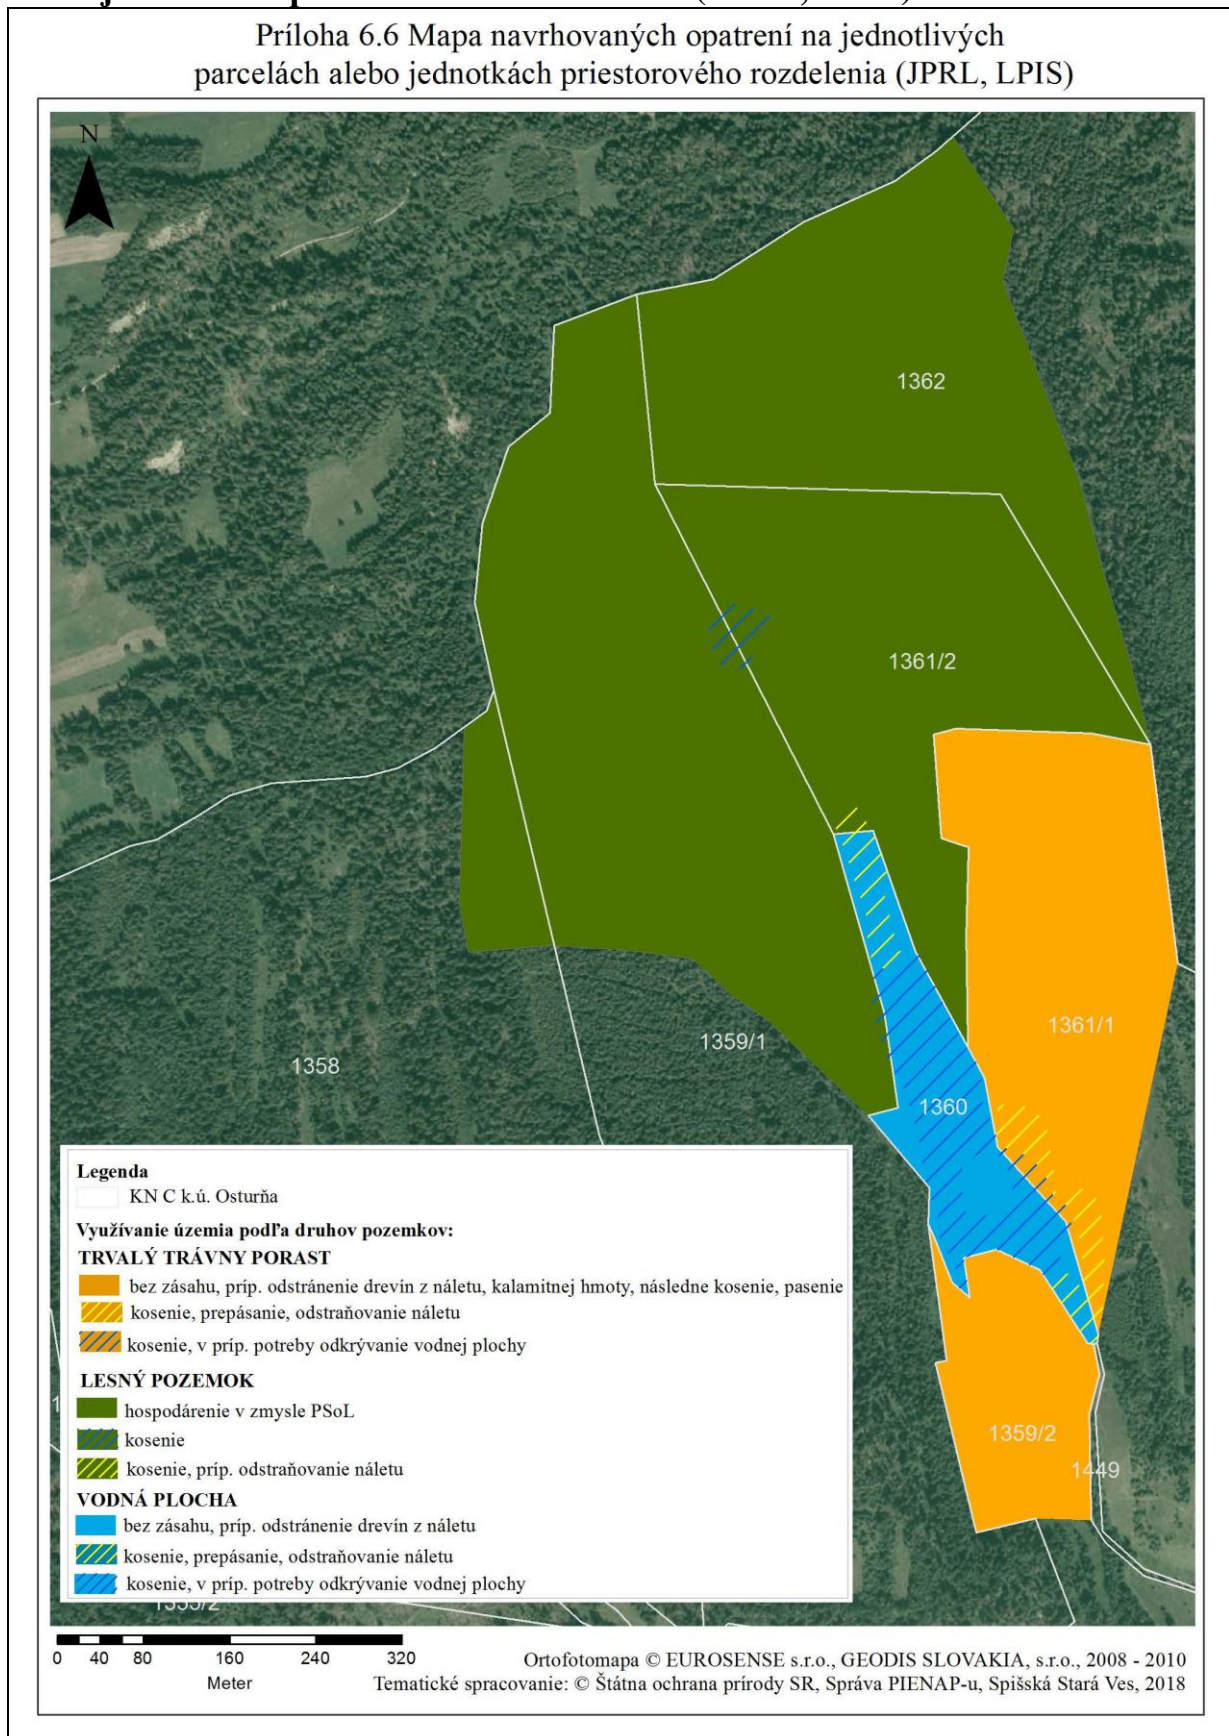 Príloha 6.6 Mapa navrhovaných opatrení na jednotlivých
parcelách alebo jednotkách priestorového rozdelenia (JPRL, LPIS)
N
1362
1361/2
1361/1
1359/1
1358
1360
1359/2
1449
Legenda
KN C k.ú. Osturňa
Využívanie územia podľa druhov pozemkov:
TRVALÝ TRÁVNY PORAST
bez zásahu, príp. odstránenie drevín z náletu, kalamitnej hmoty, následne kosenie, pasenie
kosenie, prepásanie, odstraňovanie náletu
kosenie, v príp. potreby odkrývanie vodnej plochy
LESNÝ POZEMOK
hospodárenie v zmysle PSoL
kosenie
kosenie, príp. odstraňovanie náletu
VODNÁ PLOCHA
bez zásahu, príp. odstránenie drevín z náletu
kosenie, prepásanie, odstraňovanie náletu
kosenie, v príp. potreby odkrývanie vodnej plochy
0 40 80 160 240 320
Meter
Ortofotomapa © EUROSENSE s.r.o., GEODIS SLOVAKIA, s.r.o., 2008 - 2010
Tematické spracovanie: © Štátna ochrana prírody SR, Správa PIENAP-u, Spišská Stará Ves, 2018